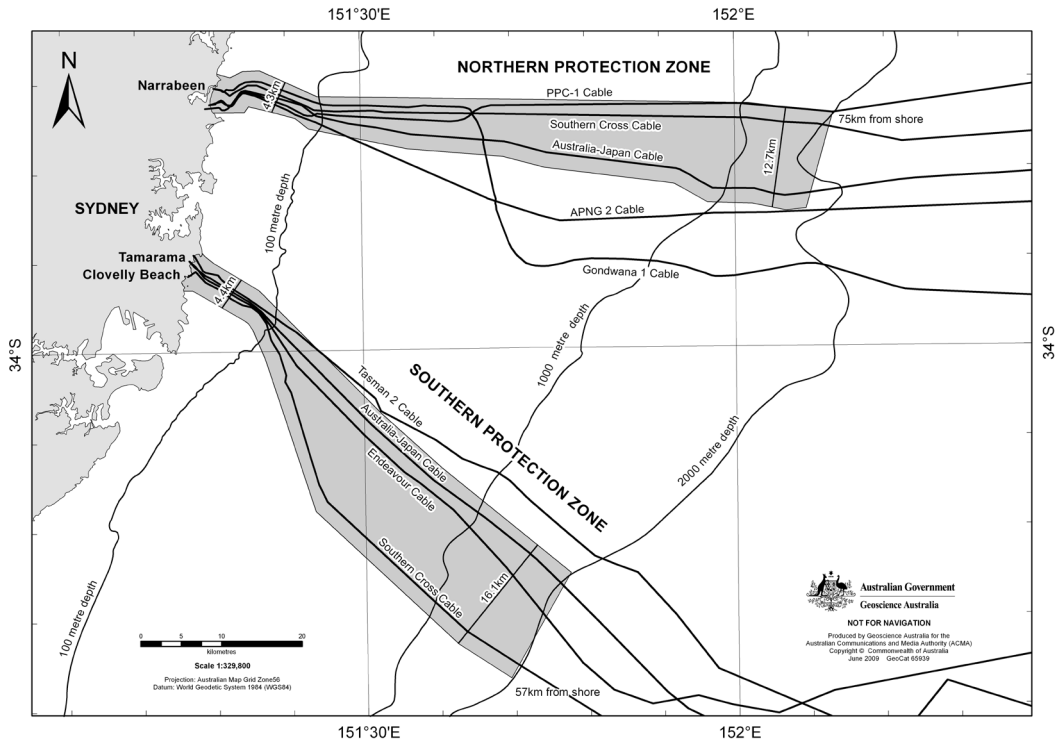 151°30'E
152°E
N
NORTHERN PROTECTION ZONE
Narrabeen
4.3km
PPC-1 Cable
75km from shore
Southern Cross Cable
Australia-Japan Cable
12.7km
SYDNEY
APNG 2 Cable
100 metre depth
Tamarama
Clovelly Beach
Gondwana 1 Cable
4.4km
34°S
34°S
1000 metre depth
Tasman 2 Cable
SOUTHERN PROTECTION ZONE
Australia-Japan Cable
Endeavour Cable
2000 metre depth
Southern Cross Cable
16.1km
100 metre depth
57km from shore
0 5 10 20
kilometres
Scale 1:329,800
Projection: Australian Map Grid Zone56
Datum: World Geodetic System 1984 (WGS84)
Australian Government
Geoscience Australia
NOT FOR NAVIGATION
Produced by Geoscience Australia for the
Australian Communications and Media Authority (ACMA)
Copyright © Commonwealth of Australia
June 2009 GeoCat 65939
151°30'E
152°E